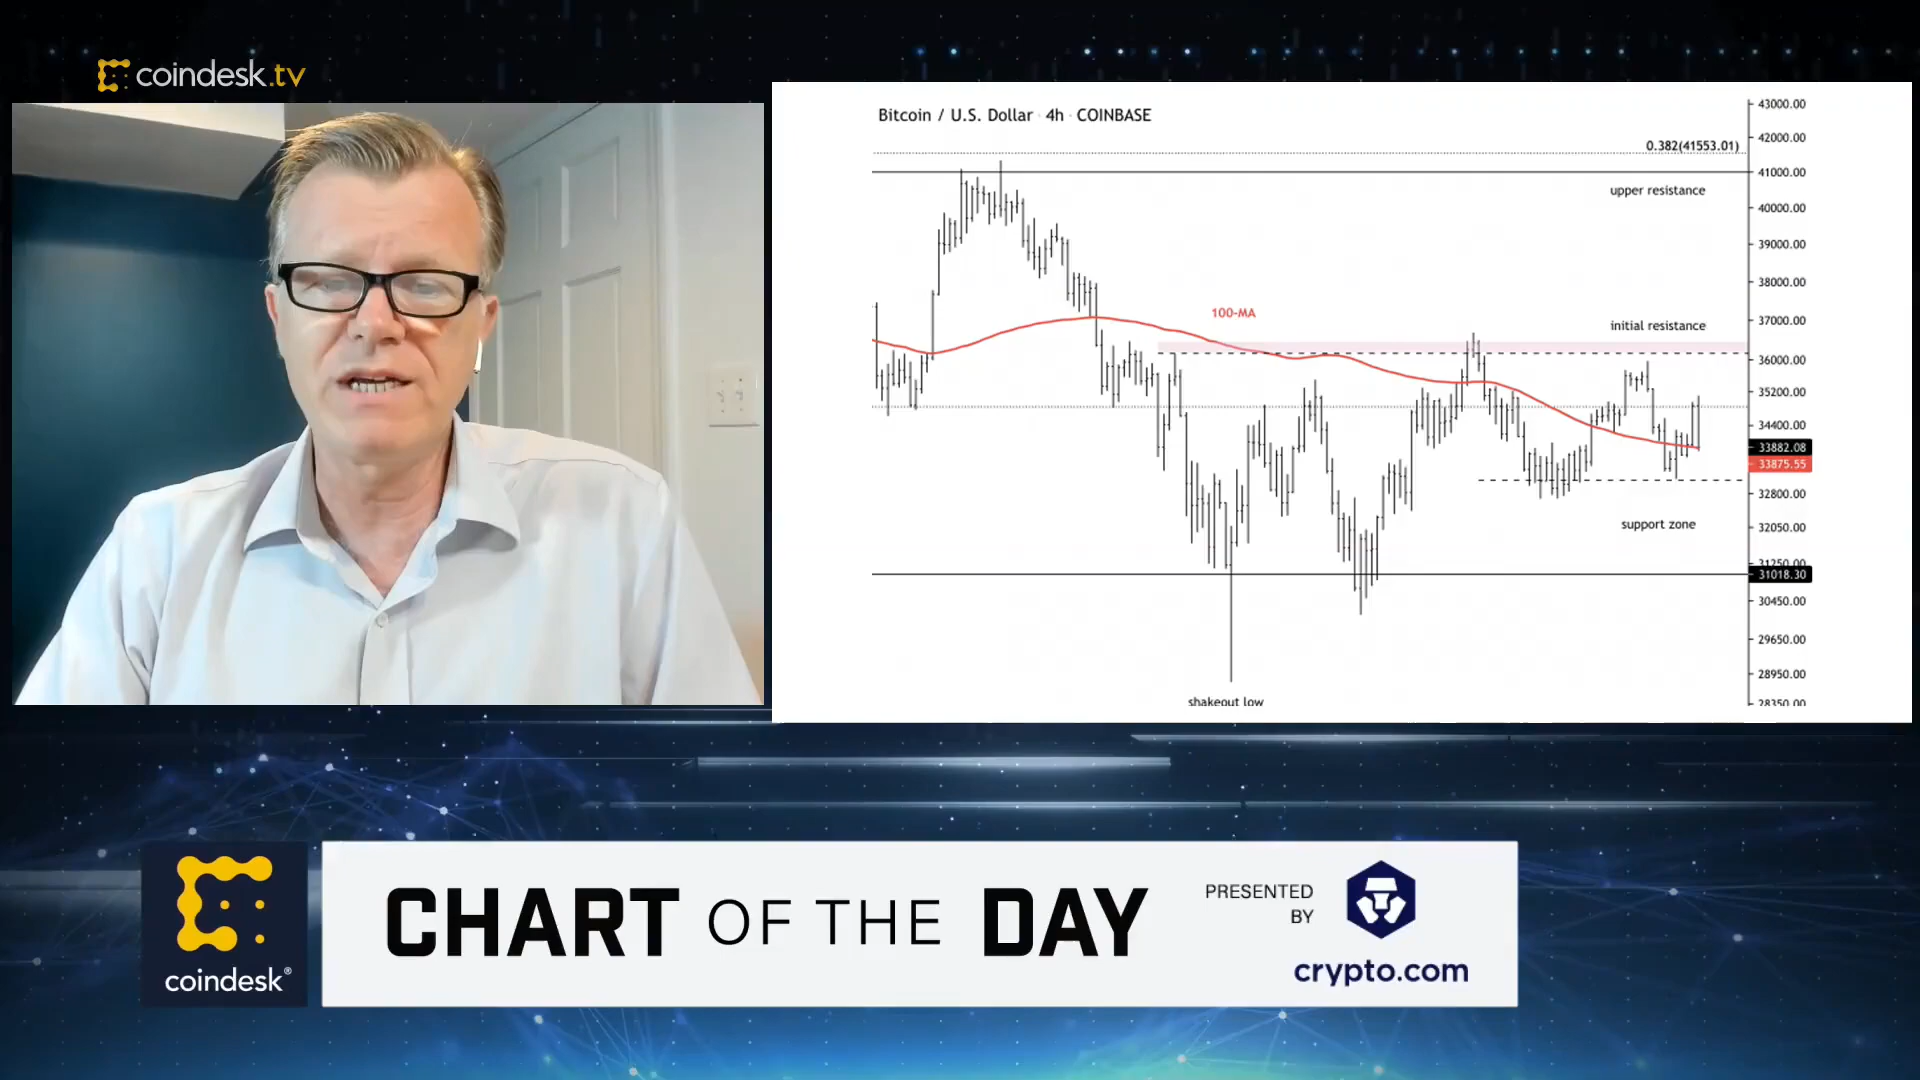 coindesk.tv
Bitcoin / U.S. Dollar · 4h · COINBASE
43000.00
42000.00
0.382(41553.01)
41000.00
upper resistance
40000.00
39000.00
38000.00
100-MA
37000.00
initial resistance
36000.00
35200.00
34400.00
33882.08
33875.55
32800.00
support zone
32050.00
31250.00
31018.30
30450.00
29650.00
28950.00
shakeout low
28350.00
coindesk®
CHART OF THE DAY
PRESENTED
BY
crypto.com